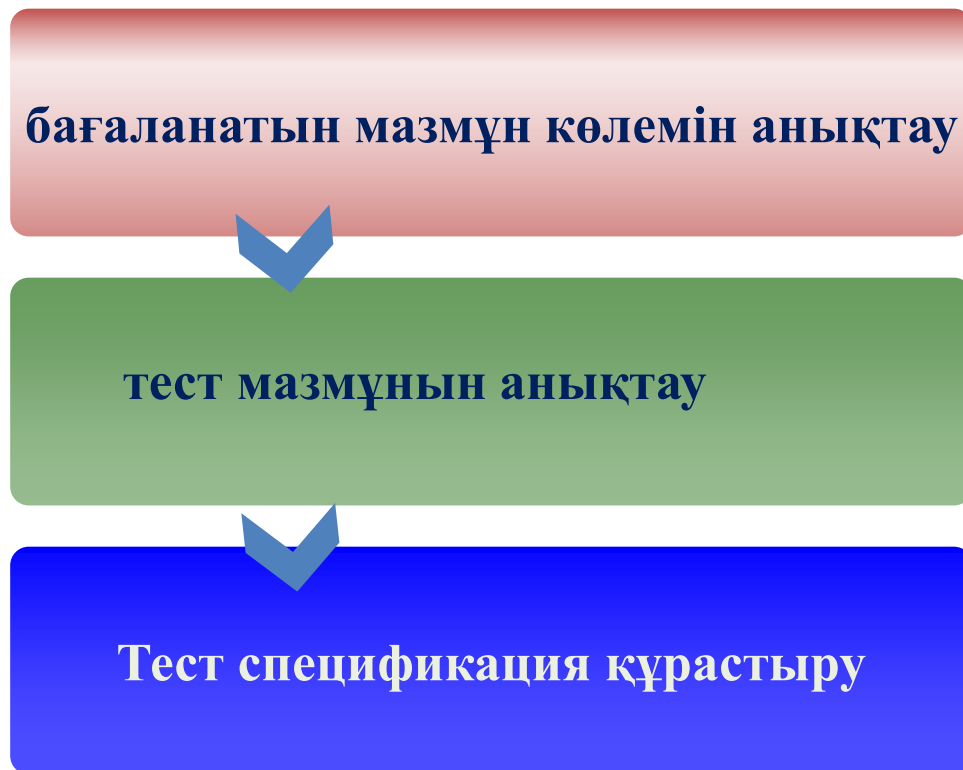 бағаланатын мазмұн көлемін анықтау
тест мазмұнын анықтау
Тест спецификация құрастыру